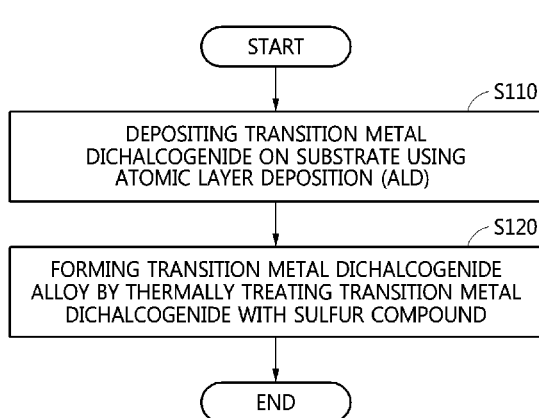 START
S110
DEPOSITING TRANSITION METAL
DICHALCOGENIDE ON SUBSTRATE USING
ATOMIC LAYER DEPOSITION (ALD)
S120
FORMING TRANSITION METAL DICHALCOGENIDE
ALLOY BY THERMALLY TREATING TRANSITION METAL
DICHALCOGENIDE WITH SULFUR COMPOUND
END